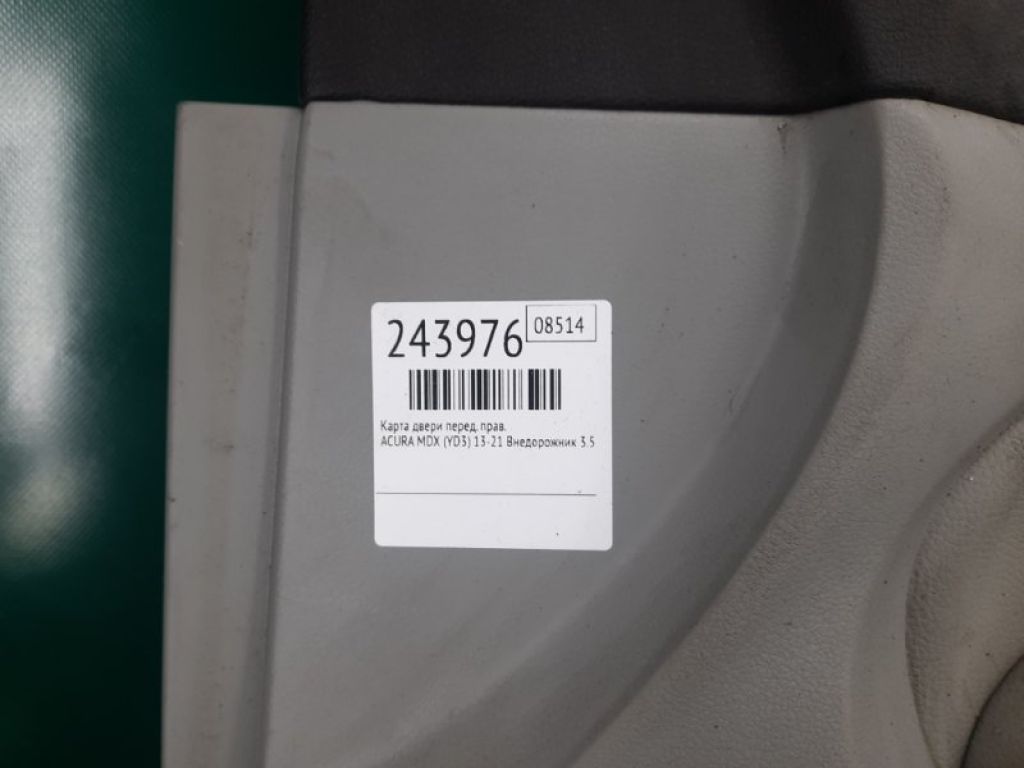 243976 08514
Карта двери перед. прав.
ACURA MDX (YD3) 13-21 Внедорожник 3.5